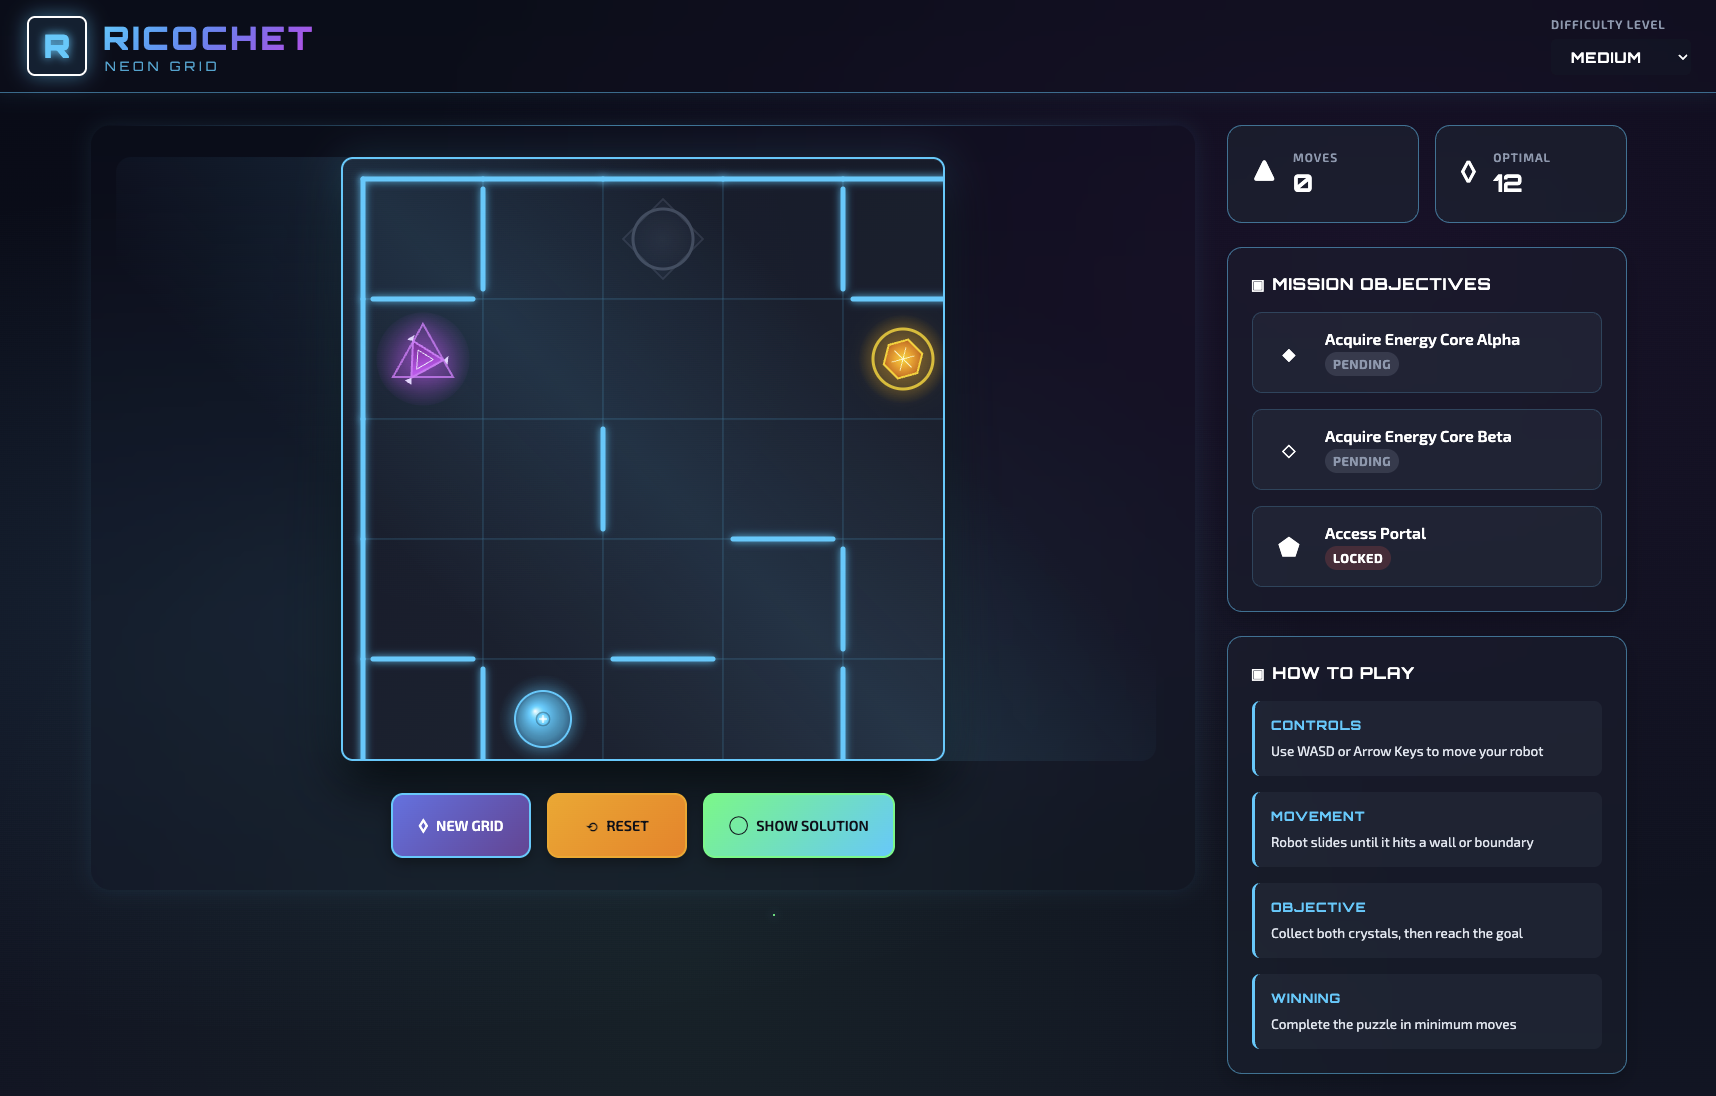 R
RICOCHET
NEON GRID
DIFFICULTY LEVEL
MEDIUM
MOVES
0
OPTIMAL
12
MISSION OBJECTIVES
Acquire Energy Core Alpha
PENDING
Acquire Energy Core Beta
PENDING
Access Portal
LOCKED
HOW TO PLAY
CONTROLS
Use WASD or Arrow Keys to move your robot
MOVEMENT
Robot slides until it hits a wall or boundary
OBJECTIVE
Collect both crystals, then reach the goal
WINNING
Complete the puzzle in minimum moves
NEW GRID
RESET
SHOW SOLUTION